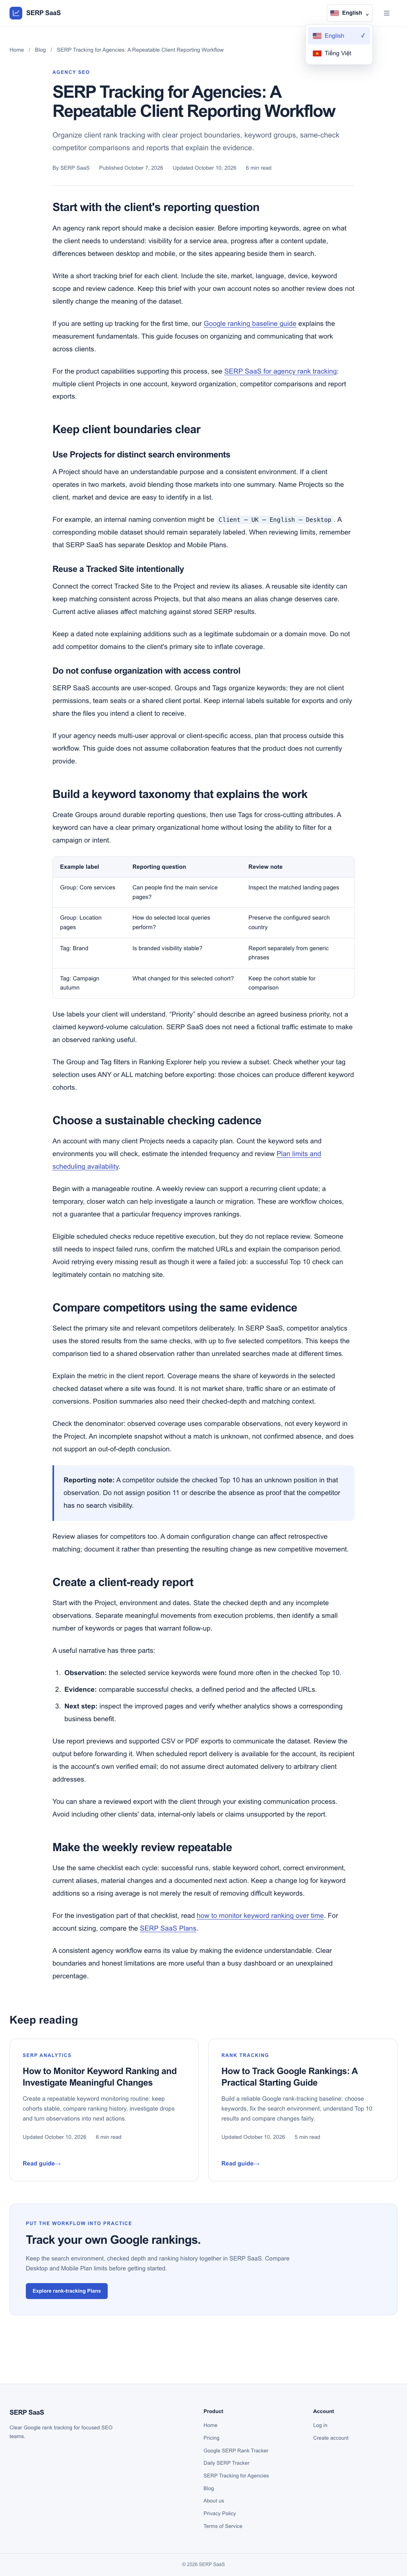 SERP SaaS
English
English ✓
Tiếng Việt
Home / Blog / SERP Tracking for Agencies: A Repeatable Client Reporting Workflow
AGENCY SEO
SERP Tracking for Agencies: A
Repeatable Client Reporting Workflow
Organize client rank tracking with clear project boundaries, keyword groups, same-check
competitor comparisons and reports that explain the evidence.
By SERP SaaS Published October 7, 2026 Updated October 10, 2026 6 min read
Start with the client's reporting question
An agency rank report should make a decision easier. Before importing keywords, agree on what
the client needs to understand: visibility for a service area, progress after a content update,
differences between desktop and mobile, or the sites appearing beside them in search.
Write a short tracking brief for each client. Include the site, market, language, device, keyword
scope and review cadence. Keep this brief with your own account notes so another review does not
silently change the meaning of the dataset.
If you are setting up tracking for the first time, our Google ranking baseline guide explains the
measurement fundamentals. This guide focuses on organizing and communicating that work
across clients.
For the product capabilities supporting this process, see SERP SaaS for agency rank tracking:
multiple client Projects in one account, keyword organization, competitor comparisons and report
exports.
Keep client boundaries clear
Use Projects for distinct search environments
A Project should have an understandable purpose and a consistent environment. If a client
operates in two markets, avoid blending those markets into one summary. Name Projects so the
client, market and device are easy to identify in a list.
For example, an internal naming convention might be Client — UK — English — Desktop. A
corresponding mobile dataset should remain separately labeled. When reviewing limits, remember
that SERP SaaS has separate Desktop and Mobile Plans.
Reuse a Tracked Site intentionally
Connect the correct Tracked Site to the Project and review its aliases. A reusable site identity can
keep matching consistent across Projects, but that also means an alias change deserves care.
Current active aliases affect matching against stored SERP results.
Keep a dated note explaining additions such as a legitimate subdomain or a domain move. Do not
add competitor domains to the client's primary site to inflate coverage.
Do not confuse organization with access control
SERP SaaS accounts are user-scoped. Groups and Tags organize keywords; they are not client
permissions, team seats or a shared client portal. Keep internal labels suitable for exports and only
share the files you intend a client to receive.
If your agency needs multi-user approval or client-specific access, plan that process outside this
workflow. This guide does not assume collaboration features that the product does not currently
provide.
Build a keyword taxonomy that explains the work
Create Groups around durable reporting questions, then use Tags for cross-cutting attributes. A
keyword can have a clear primary organizational home without losing the ability to filter for a
campaign or intent.
Example label Reporting question Review note
Group: Core services Can people find the main service Inspect the matched landing pages
pages?
Group: Location How do selected local queries Preserve the configured search
pages perform? country
Tag: Brand Is branded visibility stable? Report separately from generic
phrases
Tag: Campaign What changed for this selected cohort? Keep the cohort stable for
autumn comparison
Use labels your client will understand. “Priority” should describe an agreed business priority, not a
claimed keyword-volume calculation. SERP SaaS does not need a fictional traffic estimate to make
an observed ranking useful.
The Group and Tag filters in Ranking Explorer help you review a subset. Check whether your tag
selection uses ANY or ALL matching before exporting: those choices can produce different keyword
cohorts.
Choose a sustainable checking cadence
An account with many client Projects needs a capacity plan. Count the keyword sets and
environments you will check, estimate the intended frequency and review Plan limits and
scheduling availability.
Begin with a manageable routine. A weekly review can support a recurring client update; a
temporary, closer watch can help investigate a launch or migration. These are workflow choices,
not a guarantee that a particular frequency improves rankings.
Eligible scheduled checks reduce repetitive execution, but they do not replace review. Someone
still needs to inspect failed runs, confirm the matched URLs and explain the comparison period.
Avoid retrying every missing result as though it were a failed job: a successful Top 10 check can
legitimately contain no matching site.
Compare competitors using the same evidence
Select the primary site and relevant competitors deliberately. In SERP SaaS, competitor analytics
uses the stored results from the same checks, with up to five selected competitors. This keeps the
comparison tied to a shared observation rather than unrelated searches made at different times.
Explain the metric in the client report. Coverage means the share of keywords in the selected
checked dataset where a site was found. It is not market share, traffic share or an estimate of
conversions. Position summaries also need their checked-depth and matching context.
Check the denominator: observed coverage uses comparable observations, not every keyword in
the Project. An incomplete snapshot without a match is unknown, not confirmed absence, and does
not support an out-of-depth conclusion.
Reporting note: A competitor outside the checked Top 10 has an unknown position in that
observation. Do not assign position 11 or describe the absence as proof that the competitor
has no search visibility.
Review aliases for competitors too. A domain configuration change can affect retrospective
matching; document it rather than presenting the resulting change as new competitive movement.
Create a client-ready report
Start with the Project, environment and dates. State the checked depth and any incomplete
observations. Separate meaningful movements from execution problems, then identify a small
number of keywords or pages that warrant follow-up.
A useful narrative has three parts:
1. Observation: the selected service keywords were found more often in the checked Top 10.
2. Evidence: comparable successful checks, a defined period and the affected URLs.
3. Next step: inspect the improved pages and verify whether analytics shows a corresponding
business benefit.
Use report previews and supported CSV or PDF exports to communicate the dataset. Review the
output before forwarding it. When scheduled report delivery is available for the account, its recipient
is the account's own verified email; do not assume direct automated delivery to arbitrary client
addresses.
You can share a reviewed export with the client through your existing communication process.
Avoid including other clients' data, internal-only labels or claims unsupported by the report.
Make the weekly review repeatable
Use the same checklist each cycle: successful runs, stable keyword cohort, correct environment,
current aliases, material changes and a documented next action. Keep a change log for keyword
additions so a rising average is not merely the result of removing difficult keywords.
For the investigation part of that checklist, read how to monitor keyword ranking over time. For
account sizing, compare the SERP SaaS Plans.
A consistent agency workflow earns its value by making the evidence understandable. Clear
boundaries and honest limitations are more useful than a busy dashboard or an unexplained
percentage.
Keep reading
SERP ANALYTICS
How to Monitor Keyword Ranking and
Investigate Meaningful Changes
Create a repeatable keyword monitoring routine: keep
cohorts stable, compare ranking history, investigate drops
and turn observations into next actions.
Updated October 10, 2026 6 min read
Read guide→
RANK TRACKING
How to Track Google Rankings: A
Practical Starting Guide
Build a reliable Google rank-tracking baseline: choose
keywords, fix the search environment, understand Top 10
results and compare changes fairly.
Updated October 10, 2026 5 min read
Read guide→
PUT THE WORKFLOW INTO PRACTICE
Track your own Google rankings.
Keep the search environment, checked depth and ranking history together in SERP SaaS. Compare
Desktop and Mobile Plan limits before getting started.
Explore rank-tracking Plans
SERP SaaS
Clear Google rank tracking for focused SEO
teams.
Product
Home
Pricing
Google SERP Rank Tracker
Daily SERP Tracker
SERP Tracking for Agencies
Blog
About us
Privacy Policy
Terms of Service
Account
Log in
Create account
© 2026 SERP SaaS